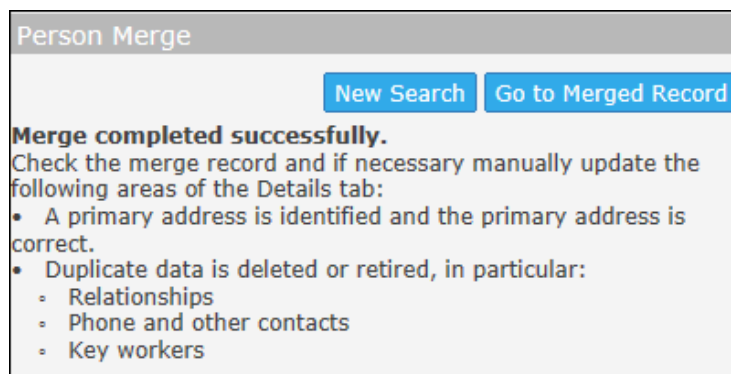 Person Merge
New Search Go to Merged Record
Merge completed successfully.
Check the merge record and if necessary manually update the
following areas of the Details tab:
• A primary address is identified and the primary address is
correct.
• Duplicate data is deleted or retired, in particular:
◦ Relationships
◦ Phone and other contacts
◦ Key workers